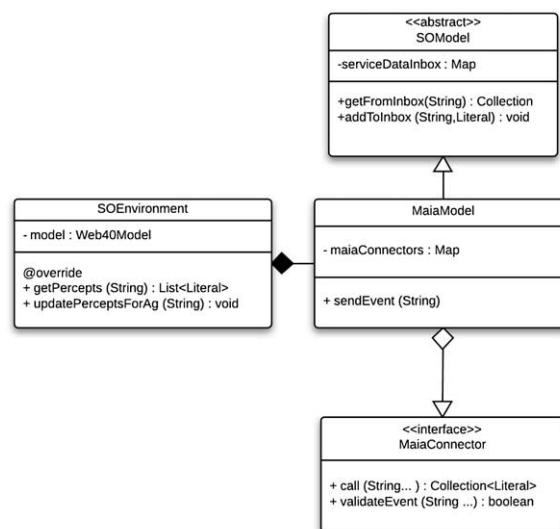 <<abstract>>
SOModel
-serviceDataInbox : Map
+getFromInbox(String) : Collection
+addToInbox (String,Literal) : void
SOEnvironment
- model : Web40Model
@override
+ getPercepts (String) : List<Literal>
+ updatePerceptsForAg (String) : void
MaiaModel
- maiaConnectors : Map
+ sendEvent (String)
<<interface>>
MaiaConnector
+ call (String... ) : Collection<Literal>
+ validateEvent (String ...) : boolean